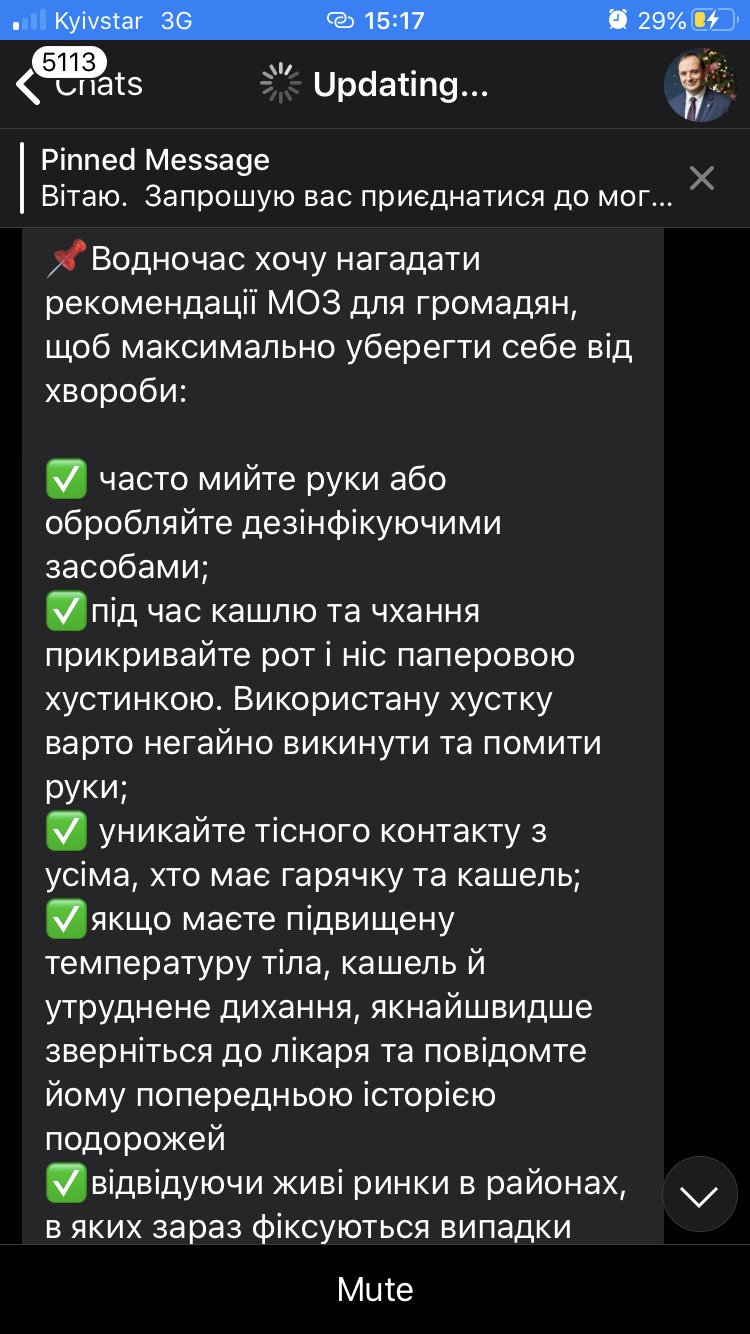 Kyivstar 3G 15:17 29%
5113
Chats Updating...
Pinned Message
Вітаю. Запрошую вас приєднатися до мог...
📌Водночас хочу нагадати
рекомендації МОЗ для громадян,
щоб максимально уберегти себе від
хвороби:
✅ часто мийте руки або
обробляйте дезінфікуючими
засобами;
✅під час кашлю та чхання
прикривайте рот і ніс паперовою
хустинкою. Використану хустку
варто негайно викинути та помити
руки;
✅ уникайте тісного контакту з
усіма, хто має гарячку та кашель;
✅якщо маєте підвищену
температуру тіла, кашель й
утруднене дихання, якнайшвидше
зверніться до лікаря та повідомте
йому попередньою історією
подорожей
✅відвідуючи живі ринки в районах,
в яких зараз фіксуються випадки
Mute